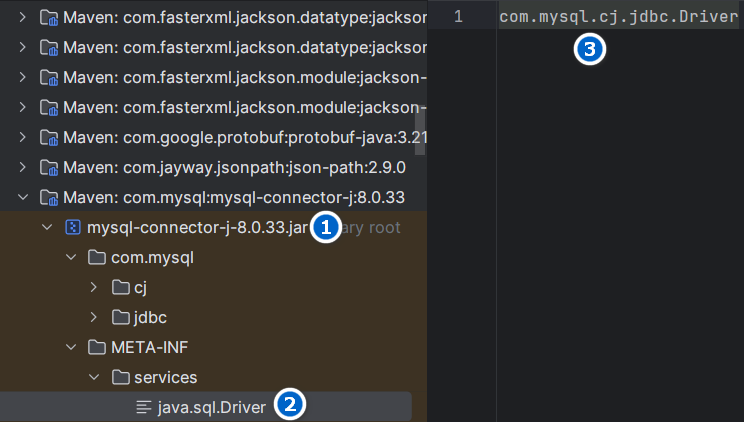 Maven: com.fasterxml.jackson.datatype:jackson
Maven: com.fasterxml.jackson.datatype:jackson
Maven: com.fasterxml.jackson.module:jackson-
Maven: com.fasterxml.jackson.module:jackson-
Maven: com.google.protobuf:protobuf-java:3.21
Maven: com.jayway.jsonpath:json-path:2.9.0
Maven: com.mysql:mysql-connector-j:8.0.33
mysql-connector-j-8.0.33.jar 1 ary root
com.mysql
cj
jdbc
META-INF
services
java.sql.Driver 2
1 com.mysql.cj.jdbc.Driver
3